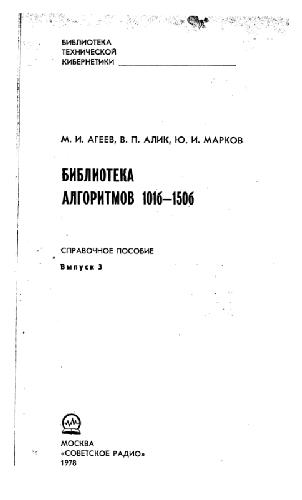 БИБЛИОТЕКА
ТЕХНИЧЕСКОЙ
КИБЕРНЕТИКИ
М. И. АГЕЕВ, В. П. АЛИК, Ю. И. МАРКОВ
БИБЛИОТЕКА
АЛГОРИТМОВ 101б—150б
СПРАВОЧНОЕ ПОСОБИЕ
Выпуск 3
МОСКВА
«СОВЕТСКОЕ РАДИО»
1978